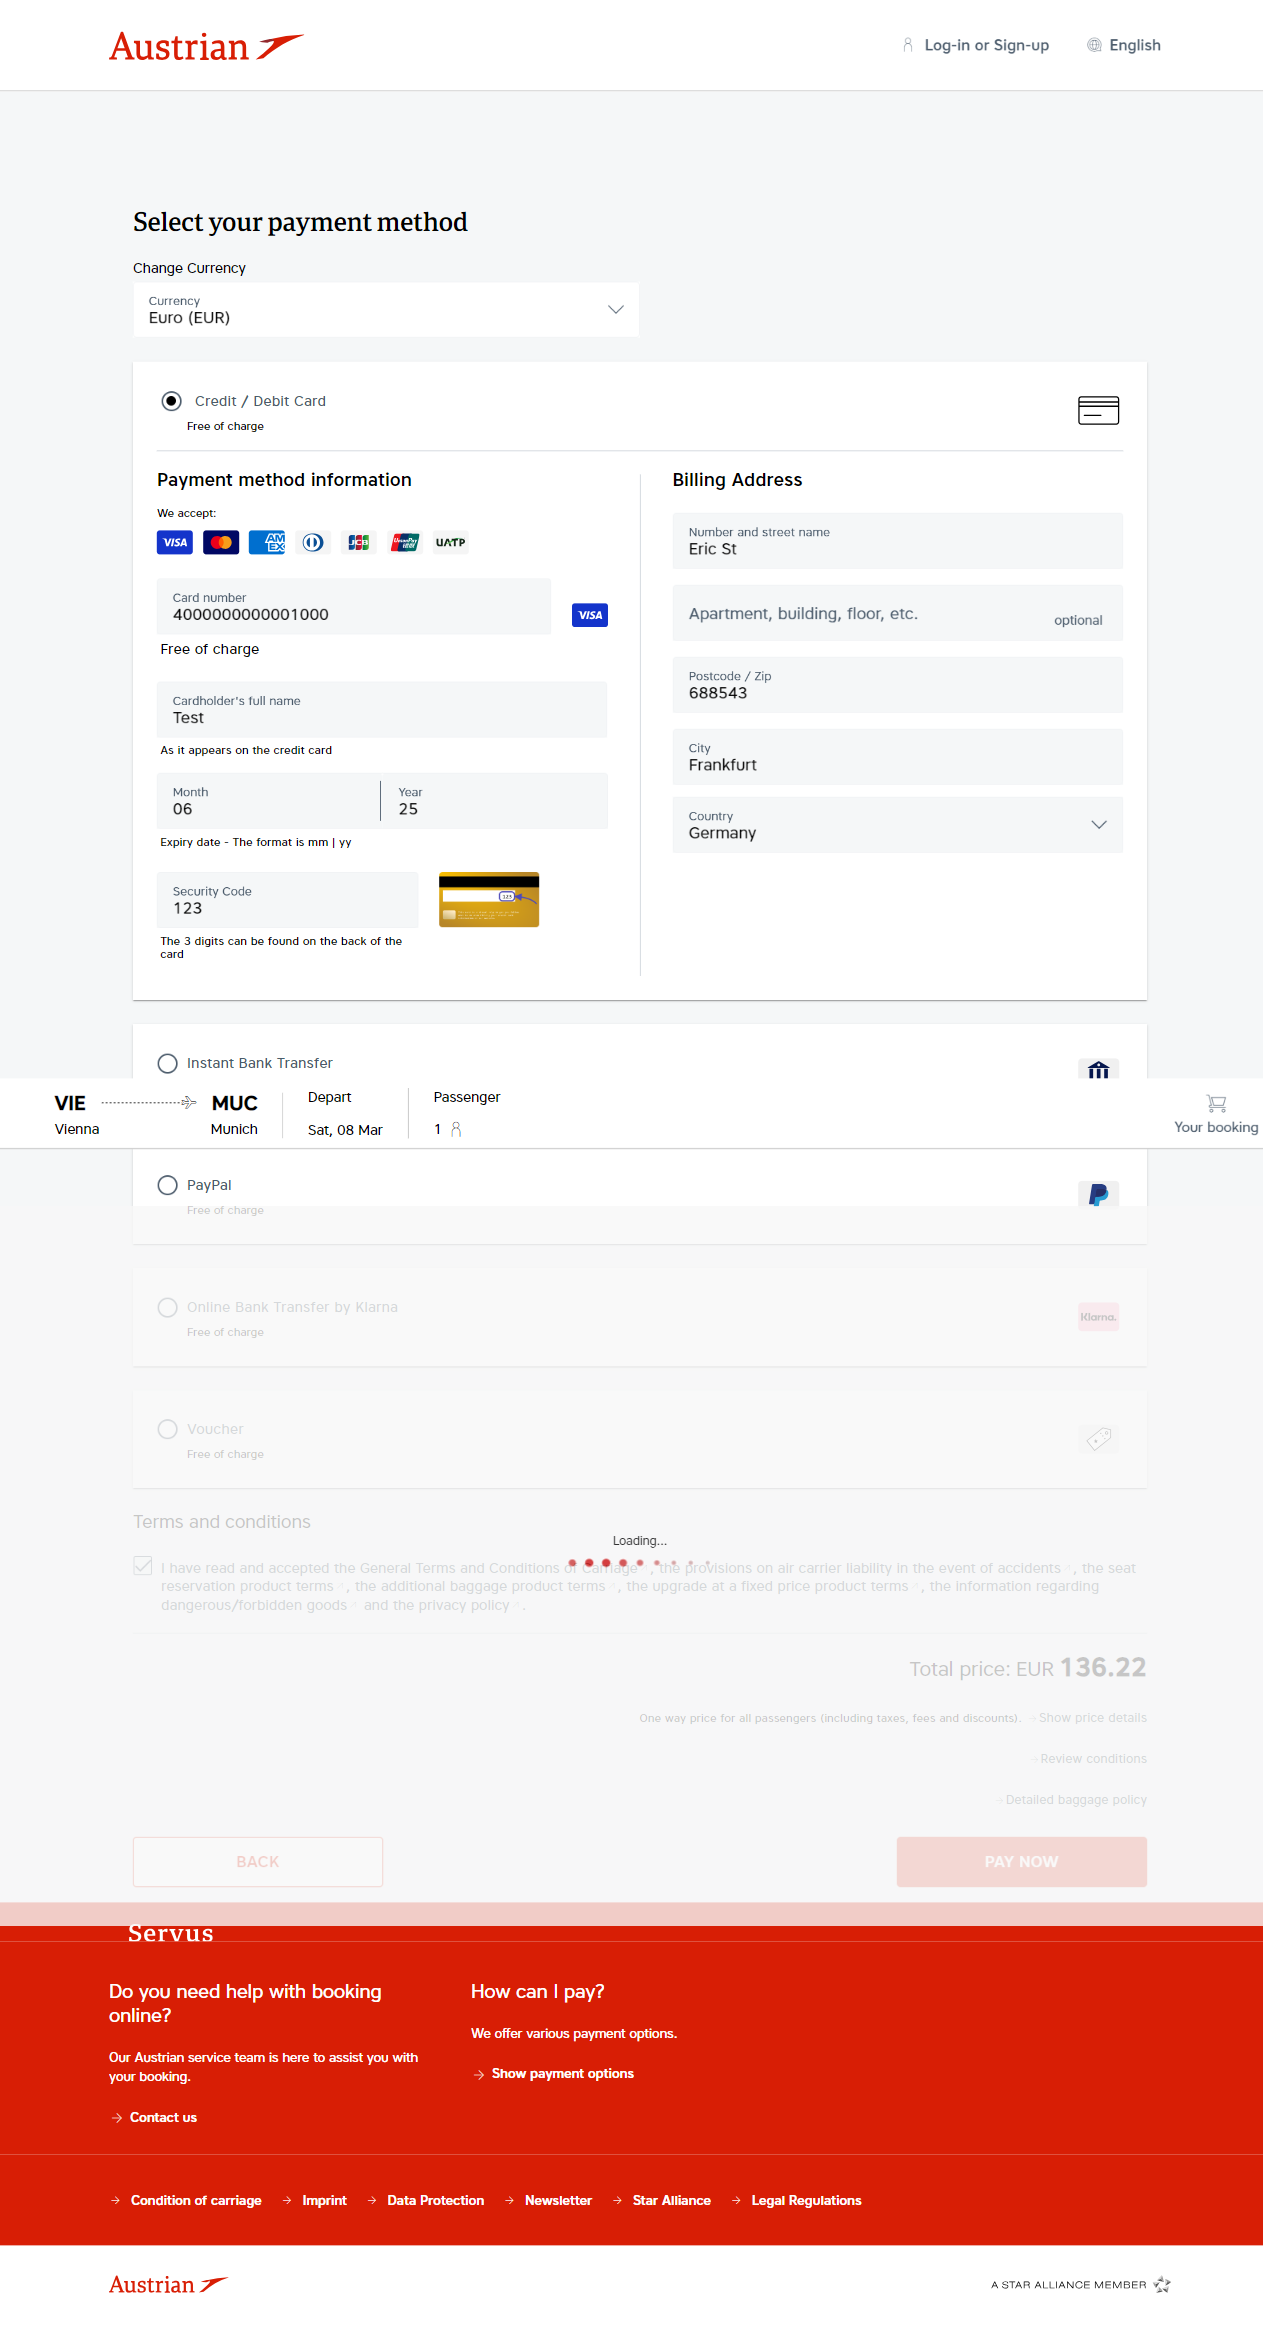 Austrian
Log-in or Sign-up
English
Select your payment method
Change Currency
Currency
Euro (EUR)
Credit / Debit Card
Free of charge
Payment method information
We accept:
VISA
AM
EX
JCB
UnionPay
UATP
Card number
4000000000001000
VISA
Free of charge
Cardholder's full name
Test
As it appears on the credit card
Month
06
Year
25
Expiry date - The format is mm | yy
Security Code
123
123
The 3 digits can be found on the back of the
card
Billing Address
Number and street name
Eric St
Apartment, building, floor, etc.
optional
Postcode / Zip
688543
City
Frankfurt
Country
Germany
Instant Bank Transfer
VIE
MUC
Vienna
Munich
Depart
Sat, 08 Mar
Passenger
1
Your booking
PayPal
Free of charge
Online Bank Transfer by Klarna
Free of charge
Klarna.
Voucher
Free of charge
Terms and conditions
Loading...
I have read and accepted the General Terms and Conditions of Carriage , the provisions on air carrier liability in the event of accidents , the seat
reservation product terms , the additional baggage product terms , the upgrade at a fixed price product terms , the information regarding
dangerous/forbidden goods and the privacy policy .
Total price: EUR 136.22
One way price for all passengers (including taxes, fees and discounts). Show price details
Review conditions
Detailed baggage policy
BACK
PAY NOW
Servus
Do you need help with booking
online?
Our Austrian service team is here to assist you with
your booking.
Contact us
How can I pay?
We offer various payment options.
Show payment options
Condition of carriage
Imprint
Data Protection
Newsletter
Star Alliance
Legal Regulations
Austrian
A STAR ALLIANCE MEMBER